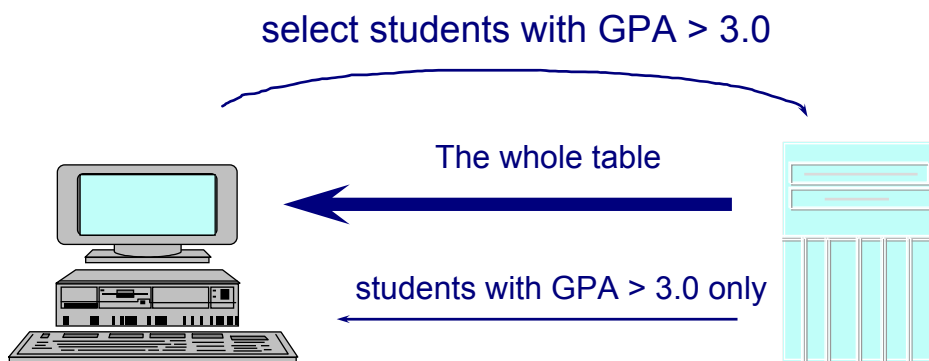 select students with GPA > 3.0
The whole table
students with GPA > 3.0 only